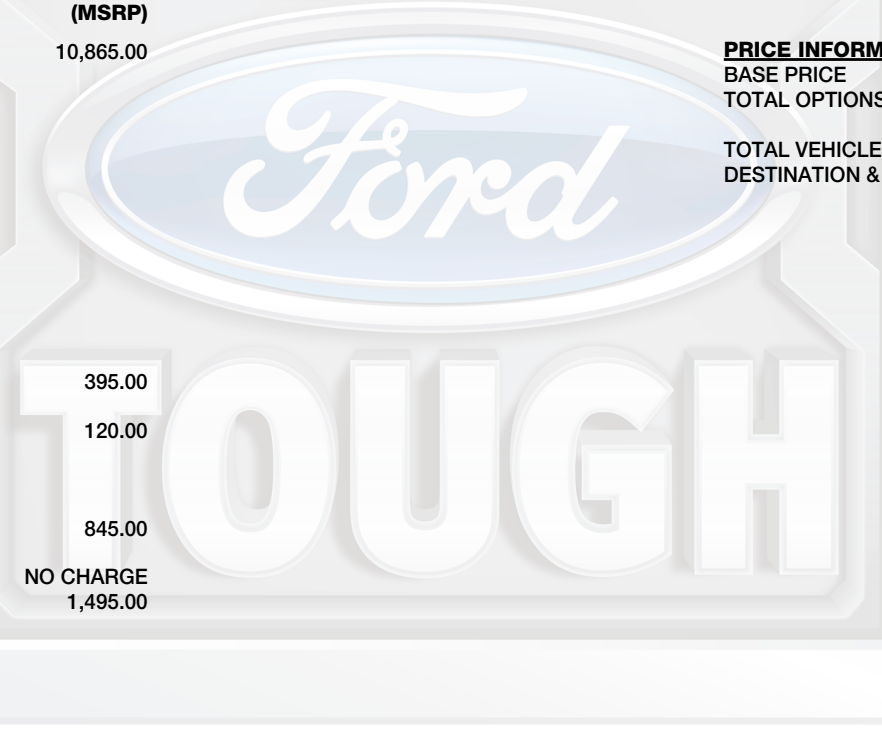 (MSRP)
10,865.00
395.00
120.00
845.00
NO CHARGE
1,495.00
PRICE INFORM
BASE PRICE
TOTAL OPTIONS
TOTAL VEHICLE
DESTINATION &
Ford
TOUGH